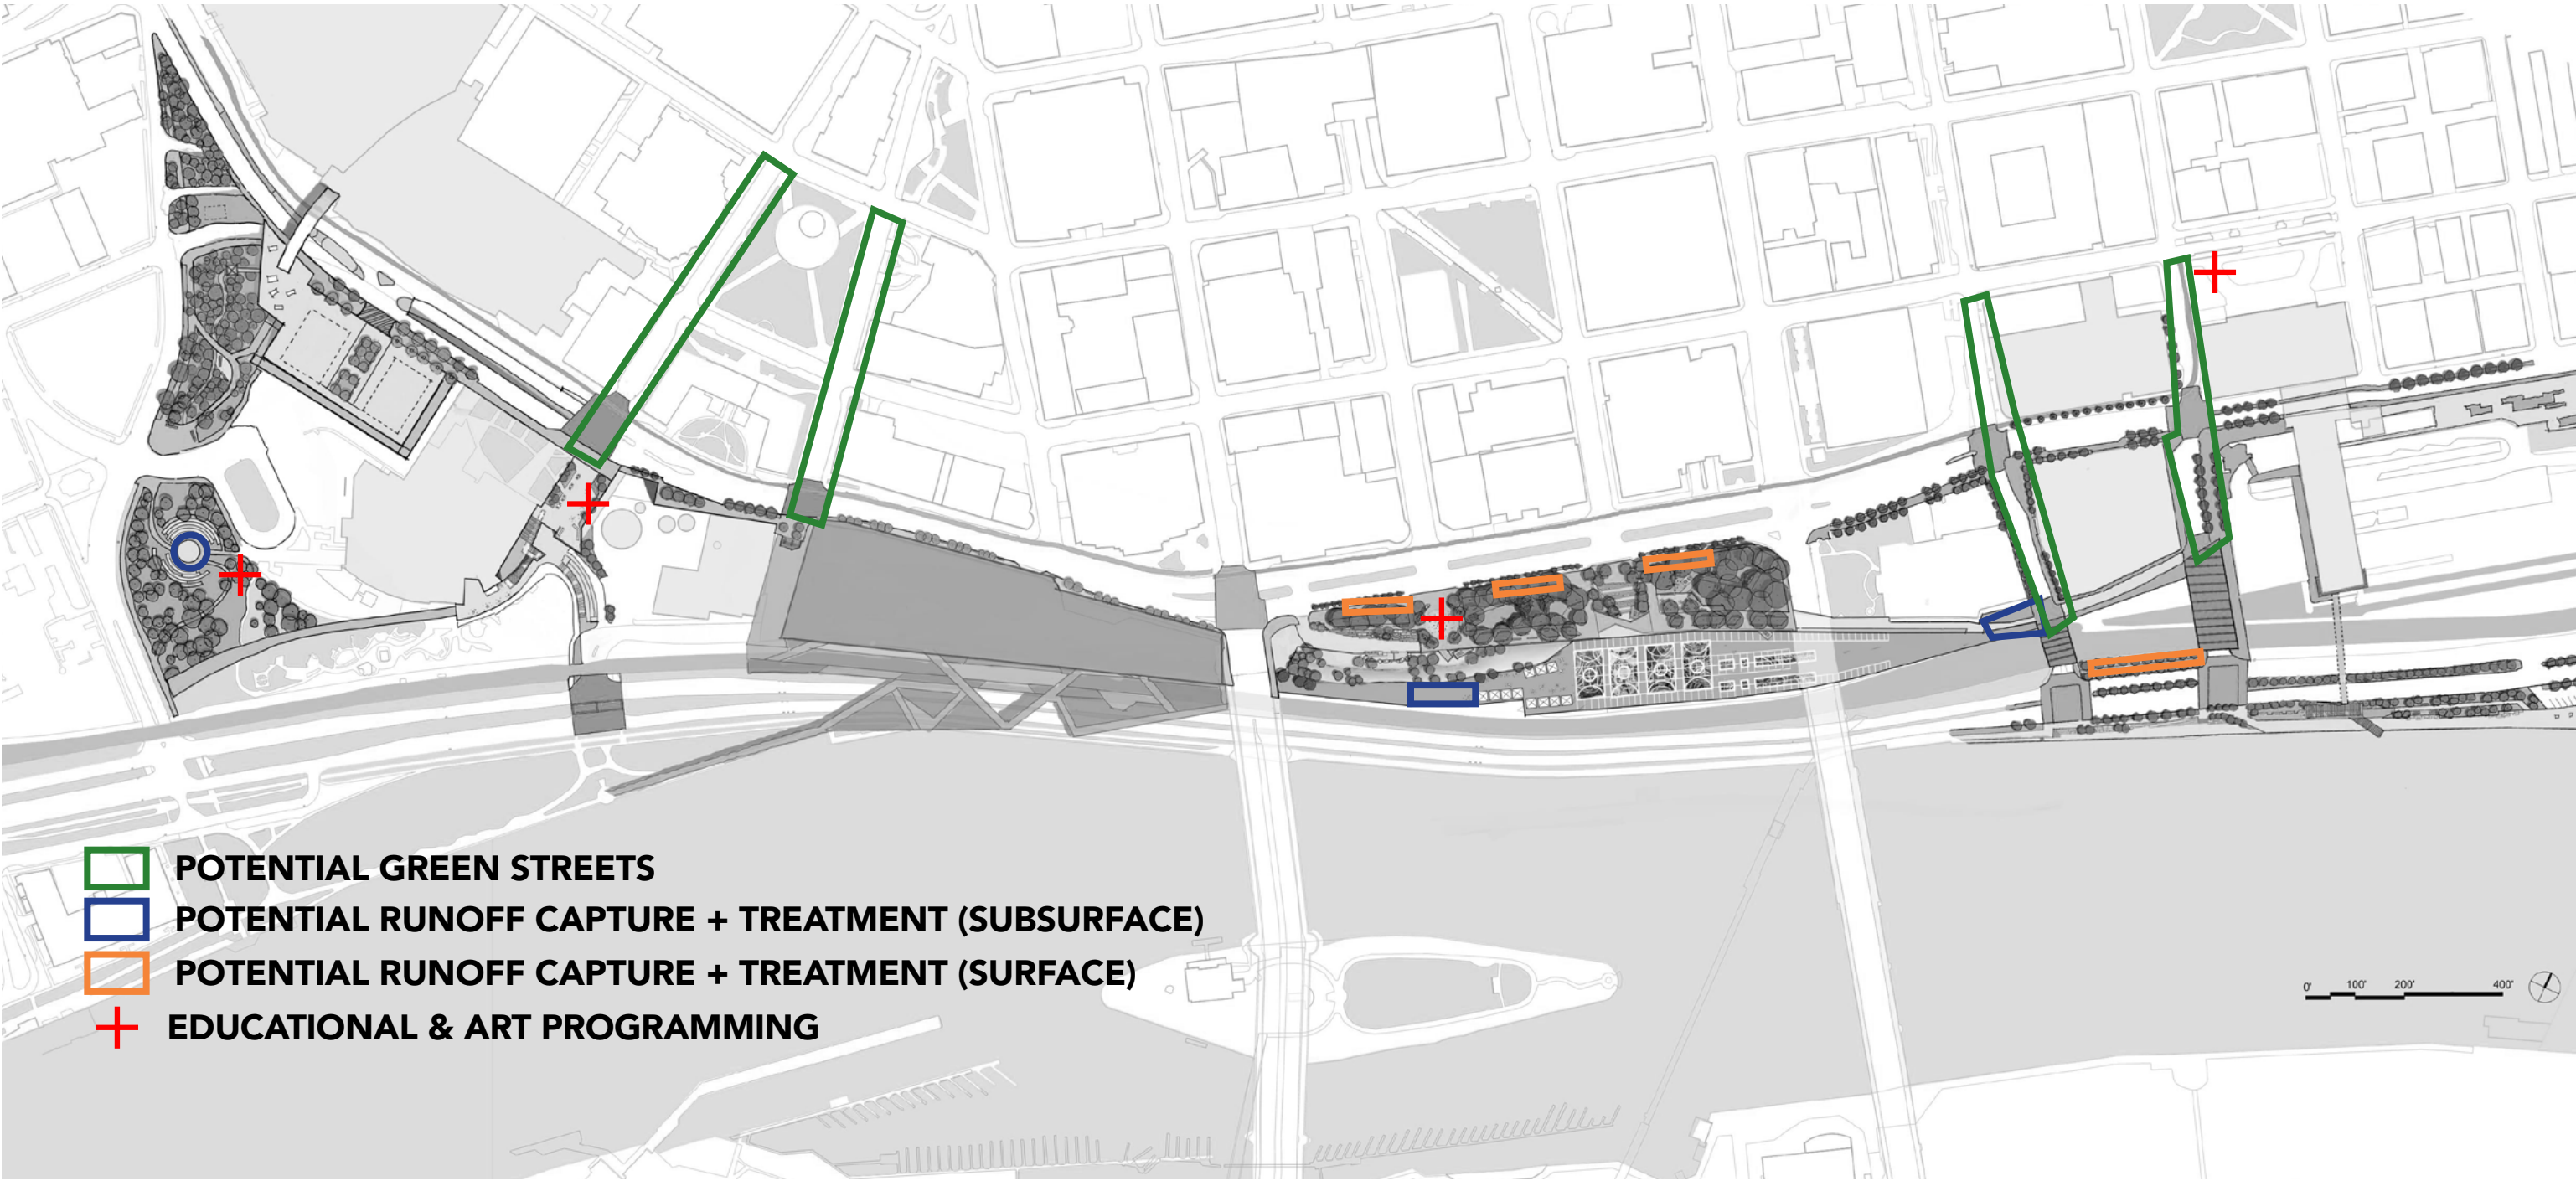 POTENTIAL GREEN STREETS
POTENTIAL RUNOFF CAPTURE + TREATMENT (SUBSURFACE)
POTENTIAL RUNOFF CAPTURE + TREATMENT (SURFACE)
EDUCATIONAL & ART PROGRAMMING
0' 100' 200' 400'